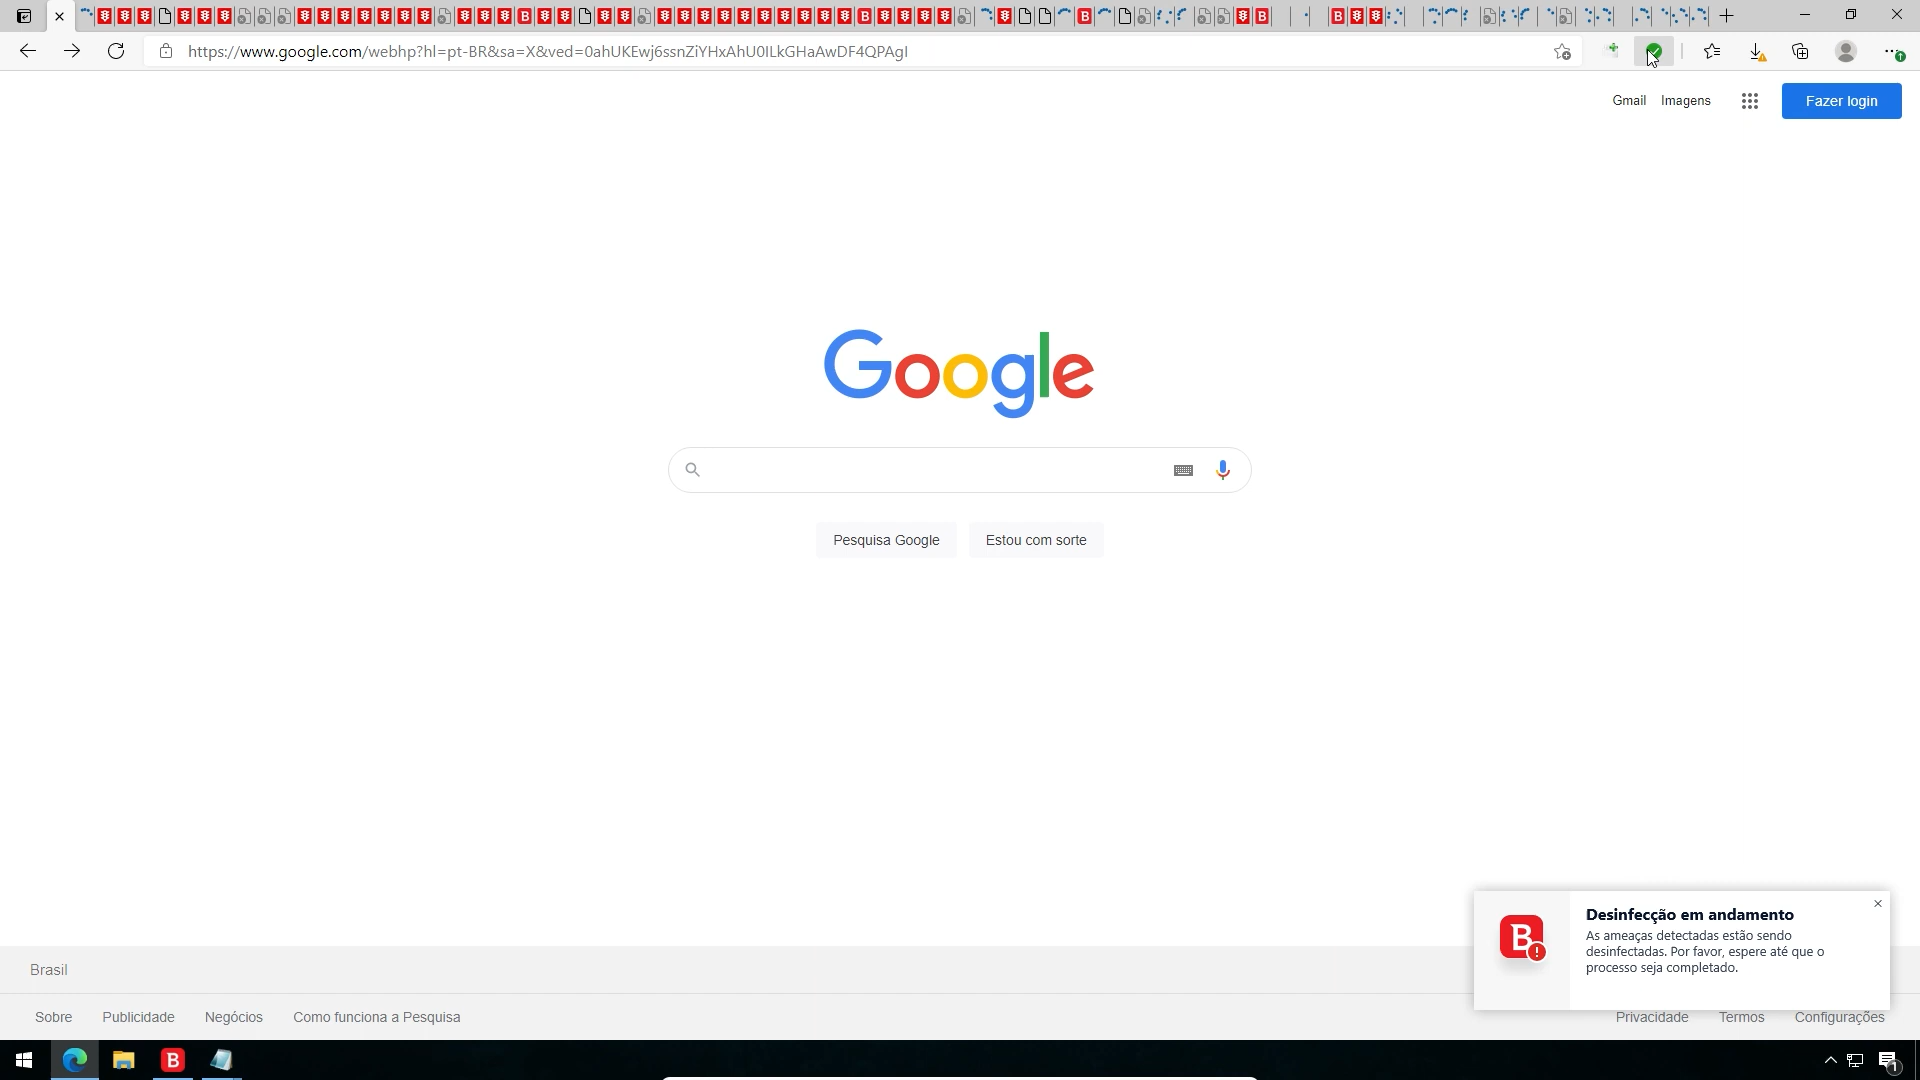 https://www.google.com/webhp?hl=pt-BR&sa=X&ved=0ahUKEwj6ssnZiYHxAhU0ILkGHaAwDF4QPAgI
Gmail Imagens Fazer login
Google
Pesquisa Google Estou com sorte
Desinfecção em andamento
As ameaças detectadas estão sendo
desinfectadas. Por favor, espere até que o
processo seja completado.
Brasil
Sobre Publicidade Negócios Como funciona a Pesquisa
Privacidade Termos Configurações
B
B
1